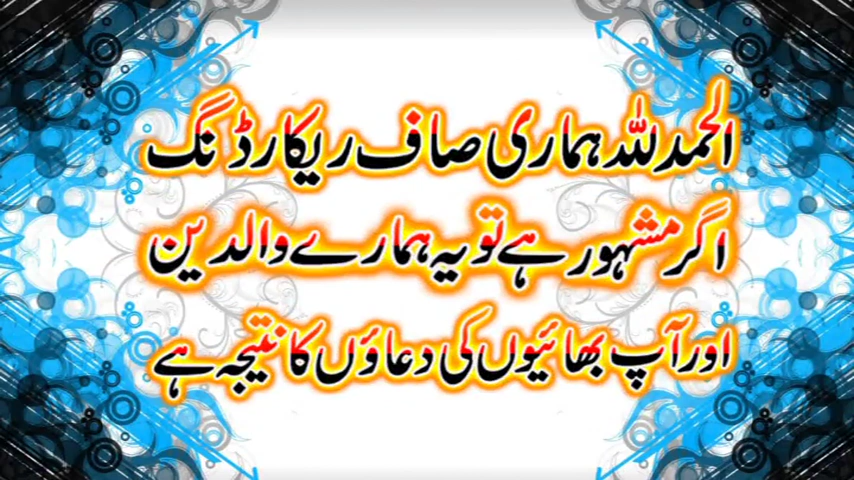 الحمدللہ ہماری صاف ریکارڈنگ
اگر مشہور ہے تو یہ ہمارے والدین
اور آپ بھائیوں کی دعاؤں کا نتیجہ ہے